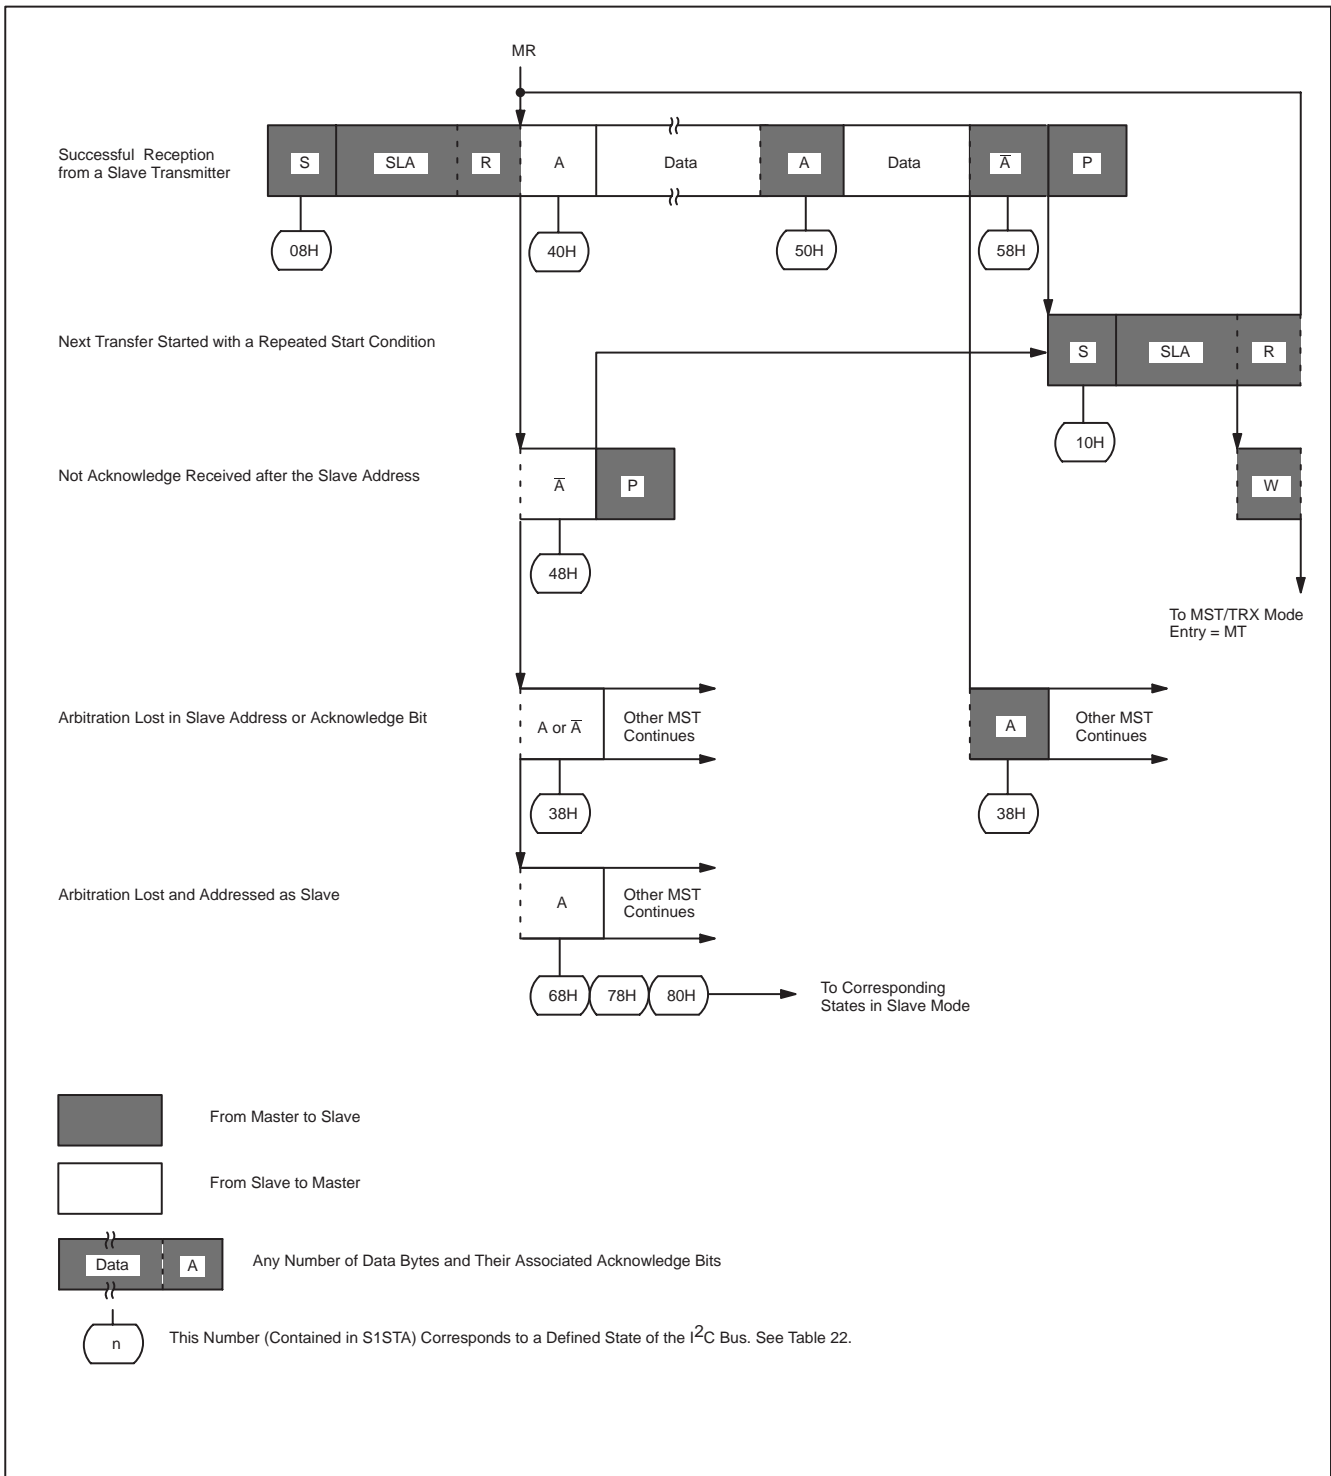 MR
Successful Reception
from a Slave Transmitter
S SLA R A Data A Data A̅ P
08H 40H 50H 58H
Next Transfer Started with a Repeated Start Condition
S SLA R
10H
Not Acknowledge Received after the Slave Address
A̅ P
W
48H
To MST/TRX Mode
Entry = MT
Arbitration Lost in Slave Address or Acknowledge Bit
A or A̅
Other MST
Continues
A
Other MST
Continues
38H 38H
Arbitration Lost and Addressed as Slave
A
Other MST
Continues
68H 78H 80H
To Corresponding
States in Slave Mode
From Master to Slave
From Slave to Master
Data A
Any Number of Data Bytes and Their Associated Acknowledge Bits
n
This Number (Contained in S1STA) Corresponds to a Defined State of the I²C Bus. See Table 22.